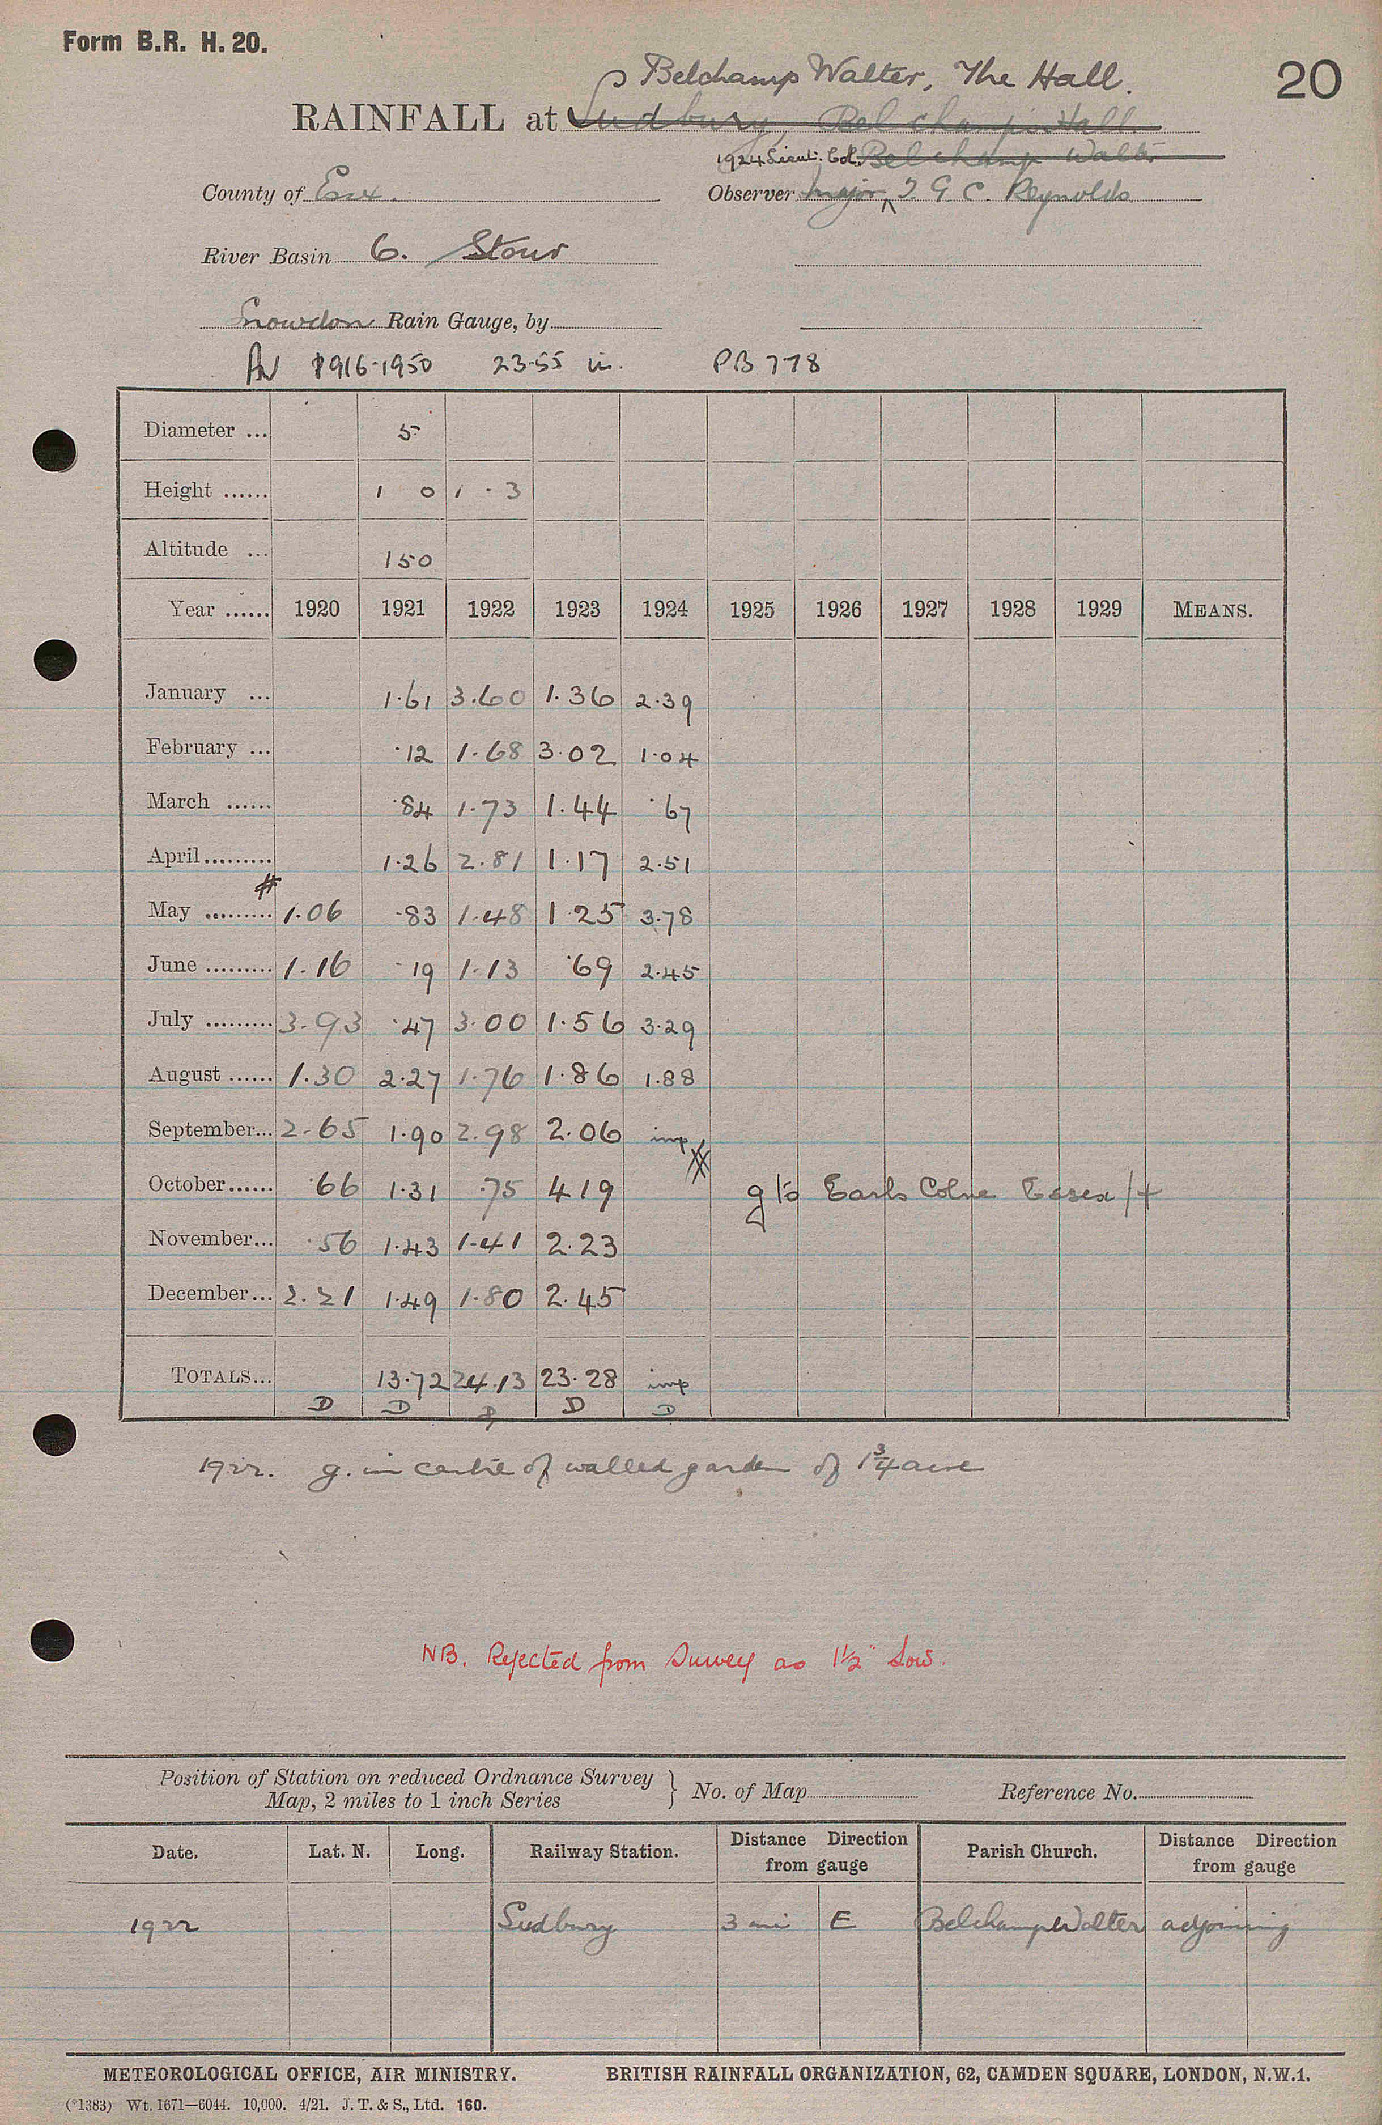 Form B.R. H. 20.
20
Belchamp Walter, The Hall.
RAINFALL at Sudbury, Belchamp Hall.
1924 Lieut. Col. Belchamp Walter
County of Essx. Observer Major J G C. Reynolds
River Basin 6. Stour
Snowdon Rain Gauge, by
AV 1916-1950 23.55 in. PB 778
Diameter ... 5
Height ...... 1 0 1 . 3
Altitude ... 150
Year ...... 1920 1921 1922 1923 1924 1925 1926 1927 1928 1929 MEANS.
January ... 1.61 3.60 1.36 2.39
February ... .12 1.68 3.02 1.04
March ...... .84 1.73 1.44 .67
April ......... 1.26 2.81 1.17 2.51
#
May ......... 1.06 .83 1.48 1.25 3.78
June ......... 1.16 .19 1.13 .69 2.45
July ......... 3.93 .47 3.00 1.56 3.29
August ...... 1.30 2.27 1.76 1.86 1.88
September... 2.65 1.90 2.98 2.06 imp
October...... .66 1.31 .75 4.19 g to Earls Colne Essex
November... .56 1.43 1.41 2.23
December... 2.21 1.49 1.80 2.45
TOTALS... 13.72 24.13 23.28 imp
D D D D D
1922. g. in centre of walled garden of 1 3/4 acre
NB. Rejected from Survey as 1½" Low.
Position of Station on reduced Ordnance Survey
Map, 2 miles to 1 inch Series } No. of Map Reference No.
Date. Lat. N. Long. Railway Station. Distance Direction from gauge Parish Church. Distance Direction from gauge
1922 Sudbury 3 mi E Belchamp Walter adjoining
METEOROLOGICAL OFFICE, AIR MINISTRY. BRITISH RAINFALL ORGANIZATION, 62, CAMDEN SQUARE, LONDON, N.W.1.
(*1383) Wt. 1671—6044. 10,000. 4/21. J. T. & S., Ltd. 160.